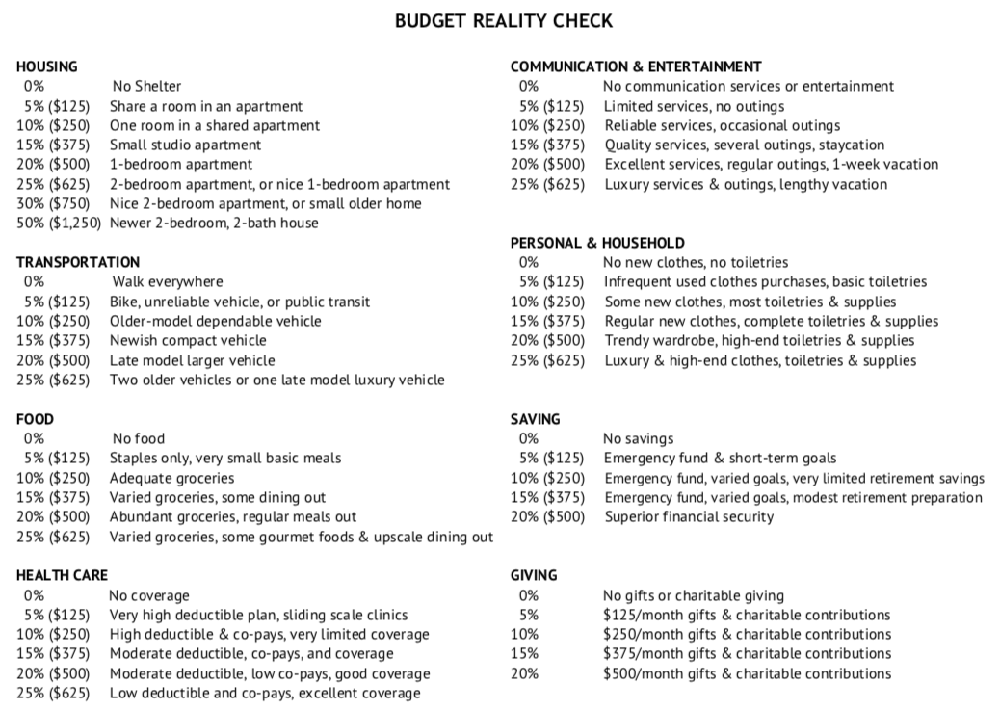 BUDGET REALITY CHECK
HOUSING
0% No Shelter
5% ($125) Share a room in an apartment
10% ($250) One room in a shared apartment
15% ($375) Small studio apartment
20% ($500) 1-bedroom apartment
25% ($625) 2-bedroom apartment, or nice 1-bedroom apartment
30% ($750) Nice 2-bedroom apartment, or small older home
50% ($1,250) Newer 2-bedroom, 2-bath house
TRANSPORTATION
0% Walk everywhere
5% ($125) Bike, unreliable vehicle, or public transit
10% ($250) Older-model dependable vehicle
15% ($375) Newish compact vehicle
20% ($500) Late model larger vehicle
25% ($625) Two older vehicles or one late model luxury vehicle
FOOD
0% No food
5% ($125) Staples only, very small basic meals
10% ($250) Adequate groceries
15% ($375) Varied groceries, some dining out
20% ($500) Abundant groceries, regular meals out
25% ($625) Varied groceries, some gourmet foods & upscale dining out
HEALTH CARE
0% No coverage
5% ($125) Very high deductible plan, sliding scale clinics
10% ($250) High deductible & co-pays, very limited coverage
15% ($375) Moderate deductible, co-pays, and coverage
20% ($500) Moderate deductible, low co-pays, good coverage
25% ($625) Low deductible and co-pays, excellent coverage
COMMUNICATION & ENTERTAINMENT
0% No communication services or entertainment
5% ($125) Limited services, no outings
10% ($250) Reliable services, occasional outings
15% ($375) Quality services, several outings, staycation
20% ($500) Excellent services, regular outings, 1-week vacation
25% ($625) Luxury services & outings, lengthy vacation
PERSONAL & HOUSEHOLD
0% No new clothes, no toiletries
5% ($125) Infrequent used clothes purchases, basic toiletries
10% ($250) Some new clothes, most toiletries & supplies
15% ($375) Regular new clothes, complete toiletries & supplies
20% ($500) Trendy wardrobe, high-end toiletries & supplies
25% ($625) Luxury & high-end clothes, toiletries & supplies
SAVING
0% No savings
5% ($125) Emergency fund & short-term goals
10% ($250) Emergency fund, varied goals, very limited retirement savings
15% ($375) Emergency fund, varied goals, modest retirement preparation
20% ($500) Superior financial security
GIVING
0% No gifts or charitable giving
5% $125/month gifts & charitable contributions
10% $250/month gifts & charitable contributions
15% $375/month gifts & charitable contributions
20% $500/month gifts & charitable contributions